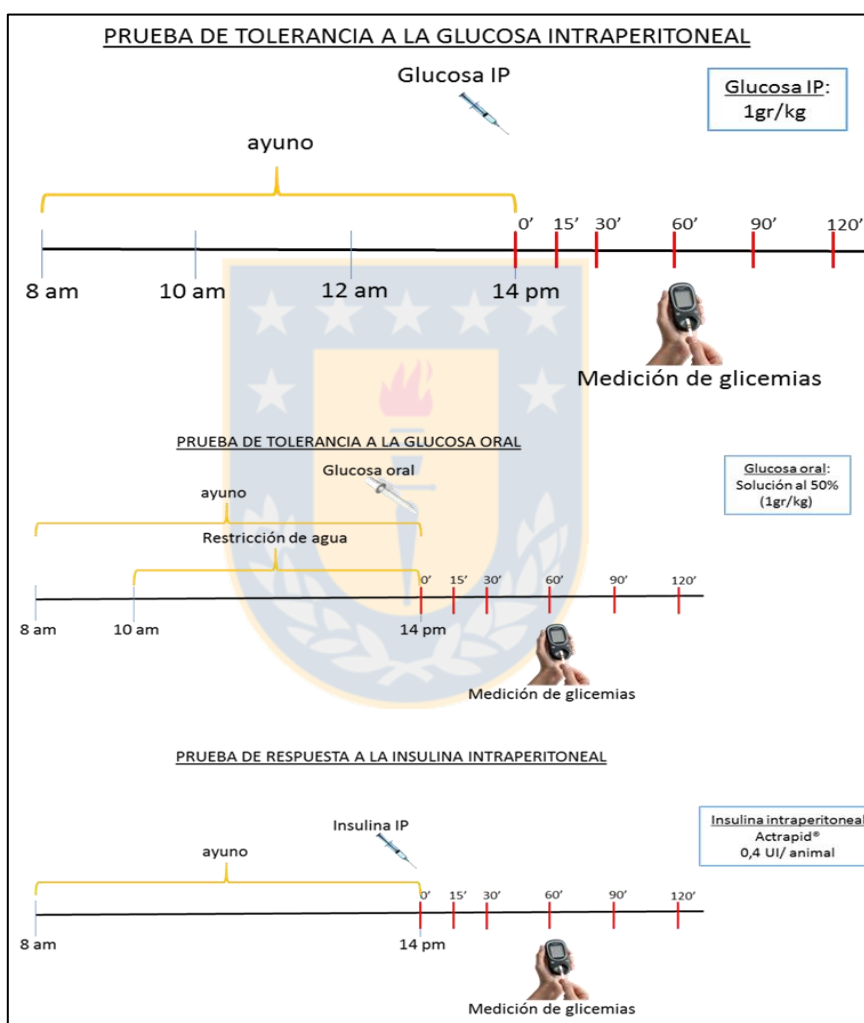 PRUEBA DE TOLERANCIA A LA GLUCOSA INTRAPERITONEAL
Glucosa IP
Glucosa IP:
1gr/kg
ayuno
0’ 15’ 30’ 60’ 90’ 120’
8 am 10 am 12 am 14 pm
Medición de glicemias
PRUEBA DE TOLERANCIA A LA GLUCOSA ORAL
Glucosa oral
Glucosa oral:
Solución al 50%
(1gr/kg)
ayuno
Restricción de agua
0’ 15’ 30’ 60’ 90’ 120’
8 am 10 am 14 pm
Medición de glicemias
PRUEBA DE RESPUESTA A LA INSULINA INTRAPERITONEAL
Insulina IP
Insulina intraperitoneal
Actrapid®
0,4 UI/ animal
ayuno
0’ 15’ 30’ 60’ 90’ 120’
8 am 14 pm
Medición de glicemias